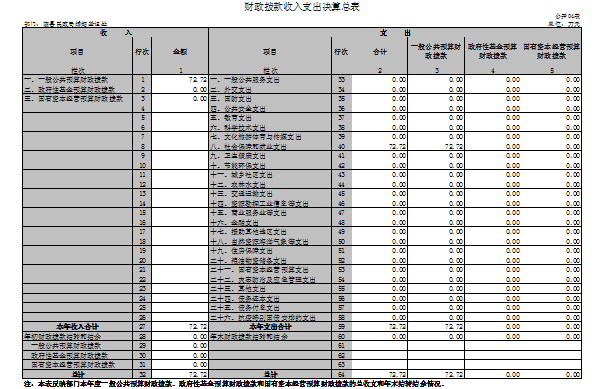 财政拨款收入支出决算总表
公开04表
单位：万元
收 入 支 出
项目 行次 金额 项目 行次 合计 一般公共预算财政拨款 政府性基金预算财政拨款 国有资本经营预算财政拨款
栏次 1 栏次 2 3 4 5
一、一般公共预算财政拨款 1 72.72 一、一般公共服务支出 33 0.00 0.00 0.00 0.00
二、政府性基金预算财政拨款 2 0.00 二、外交支出 34 0.00 0.00 0.00 0.00
三、国有资本经营预算财政拨款 3 0.00 三、国防支出 35 0.00 0.00 0.00 0.00
4 四、公共安全支出 36 0.00 0.00 0.00 0.00
5 五、教育支出 37 0.00 0.00 0.00 0.00
6 六、科学技术支出 38 0.00 0.00 0.00 0.00
7 七、文化旅游体育与传媒支出 39 0.00 0.00 0.00 0.00
8 八、社会保障和就业支出 40 72.72 72.72 0.00 0.00
9 九、卫生健康支出 41 0.00 0.00 0.00 0.00
10 十、节能环保支出 42 0.00 0.00 0.00 0.00
11 十一、城乡社区支出 43 0.00 0.00 0.00 0.00
12 十二、农林水支出 44 0.00 0.00 0.00 0.00
13 十三、交通运输支出 45 0.00 0.00 0.00 0.00
14 十四、资源勘探工业信息等支出 46 0.00 0.00 0.00 0.00
15 十五、商业服务业等支出 47 0.00 0.00 0.00 0.00
16 十六、金融支出 48 0.00 0.00 0.00 0.00
17 十七、援助其他地区支出 49 0.00 0.00 0.00 0.00
18 十八、自然资源海洋气象等支出 50 0.00 0.00 0.00 0.00
19 十九、住房保障支出 51 0.00 0.00 0.00 0.00
20 二十、粮油物资储备支出 52 0.00 0.00 0.00 0.00
21 二十一、国有资本经营预算支出 53 0.00 0.00 0.00 0.00
22 二十二、灾害防治及应急管理支出 54 0.00 0.00 0.00 0.00
23 二十三、其他支出 55 0.00 0.00 0.00 0.00
24 二十四、债务还本支出 56 0.00 0.00 0.00 0.00
25 二十五、债务付息支出 57 0.00 0.00 0.00 0.00
26 二十六、抗疫特别国债安排的支出 58 0.00 0.00 0.00 0.00
本年收入合计 27 72.72 本年支出合计 59 72.72 72.72 0.00 0.00
年初财政拨款结转和结余 28 0.00 年末财政拨款结转和结余 60 0.00 0.00 0.00 0.00
一般公共预算财政拨款 29 0.00 61
政府性基金预算财政拨款 30 0.00 62
国有资本经营预算财政拨款 31 0.00 63
总计 32 72.72 总计 64 72.72 72.72 0.00 0.00
注：本表反映部门本年度一般公共预算财政拨款、政府性基金预算财政拨款和国有资本经营预算财政拨款的总收支和年末结转结余情况。